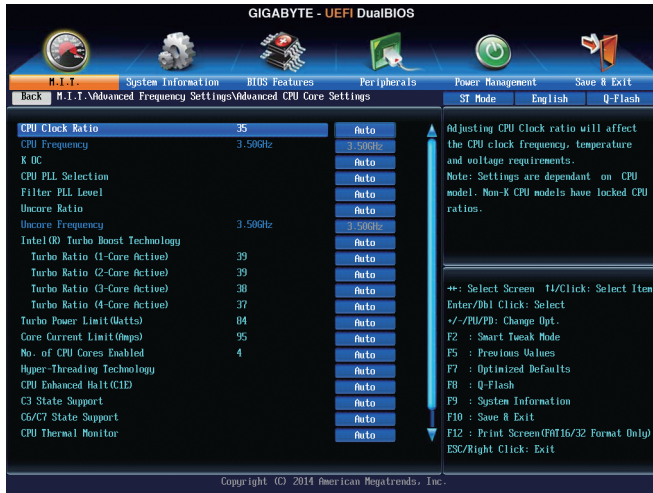 GIGABYTE - UEFI DualBIOS
M.I.T. System Information BIOS Features Peripherals Power Management Save & Exit
Back M.I.T.\Advanced Frequency Settings\Advanced CPU Core Settings ST Mode English Q-Flash
CPU Clock Ratio 35 Auto
CPU Frequency 3.50GHz 3.50GHz
K OC Auto
CPU PLL Selection Auto
Filter PLL Level Auto
Uncore Ratio Auto
Uncore Frequency 3.50GHz 3.50GHz
Intel(R) Turbo Boost Technology Auto
Turbo Ratio (1-Core Active) 39 Auto
Turbo Ratio (2-Core Active) 39 Auto
Turbo Ratio (3-Core Active) 38 Auto
Turbo Ratio (4-Core Active) 37 Auto
Turbo Power Limit(Watts) 84 Auto
Core Current Limit(Amps) 95 Auto
No. of CPU Cores Enabled 4 Auto
Hyper-Threading Technology Auto
CPU Enhanced Halt(C1E) Auto
C3 State Support Auto
C6/C7 State Support Auto
CPU Thermal Monitor Auto
Adjusting CPU Clock ratio will affect
the CPU clock frequency, temperature
and voltage requirements.
Note: Settings are dependant on CPU
model. Non-K CPU models have locked CPU
ratios.
→←: Select Screen ↑↓/Click: Select Item
Enter/Dbl Click: Select
+/-/PU/PD: Change Opt.
F2 : Smart Tweak Mode
F5 : Previous Values
F7 : Optimized Defaults
F8 : Q-Flash
F9 : System Information
F10 : Save & Exit
F12 : Print Screen(FAT16/32 Format Only)
ESC/Right Click: Exit
Copyright (C) 2014 American Megatrends, Inc.